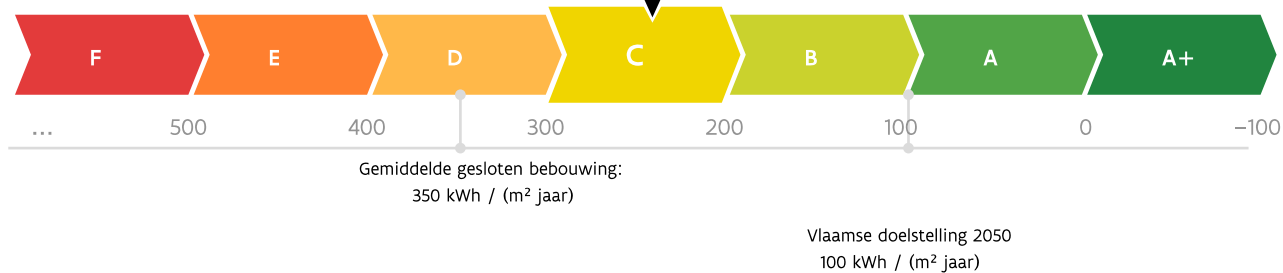 F E D C B A A+
... 500 400 300 200 100 0 −100
Gemiddelde gesloten bebouwing:
350 kWh / (m² jaar)
Vlaamse doelstelling 2050
100 kWh / (m² jaar)